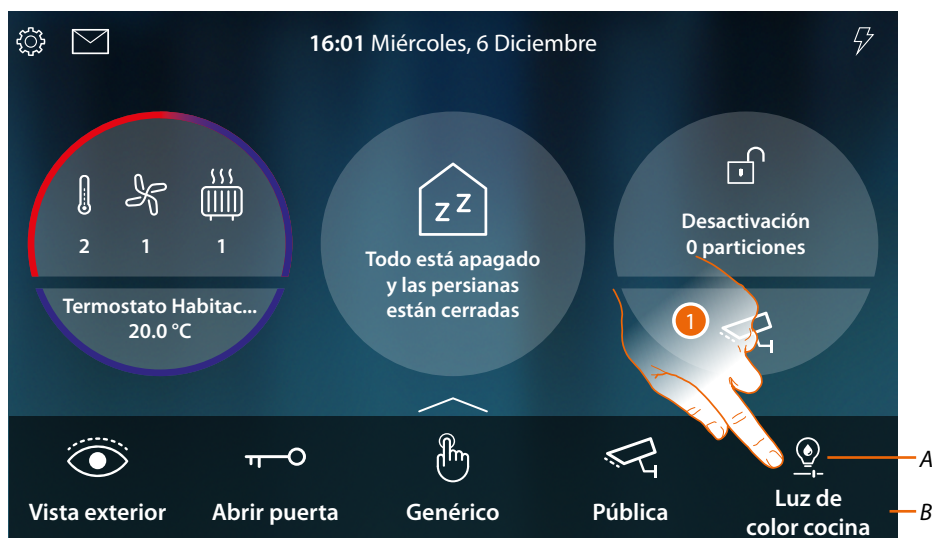 16:01 Miércoles, 6 Diciembre
2 1 1
Termostato Habitac...
20.0 °C
z Z
Todo está apagado
y las persianas
están cerradas
Desactivación
0 particiones
1
Vista exterior
Abrir puerta
Genérico
Pública
Luz de
color cocina
A
B